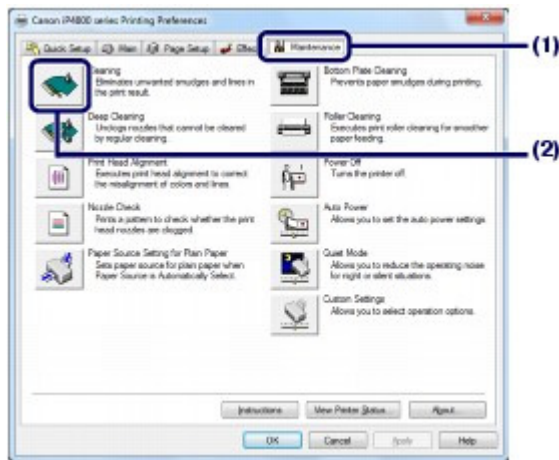 Canon iP4800 series Printing Preferences
Quick Setup Main Page Setup Effects Maintenance
(1)
Cleaning
Eliminates unwanted smudges and lines in
the print result.
Deep Cleaning
Unclogs nozzles that cannot be cleared
by regular cleaning.
Print Head Alignment
Executes print head alignment to correct
the misalignment of colors and lines.
Nozzle Check
Prints a pattern to check whether the print
head nozzles are clogged.
Paper Source Setting for Plain Paper
Sets paper source for plain paper when
Paper Source is Automatically Select.
Bottom Plate Cleaning
Prevents paper smudges during printing.
Roller Cleaning
Executes print roller cleaning for smoother
paper feeding.
(2)
Power Off
Turns the printer off.
Auto Power
Allows you to set the auto power settings
Quiet Mode
Allows you to reduce the operating noise
for night or silent situations.
Custom Settings
Allows you to select operation options.
Instructions View Printer Status... About...
OK Cancel Apply Help